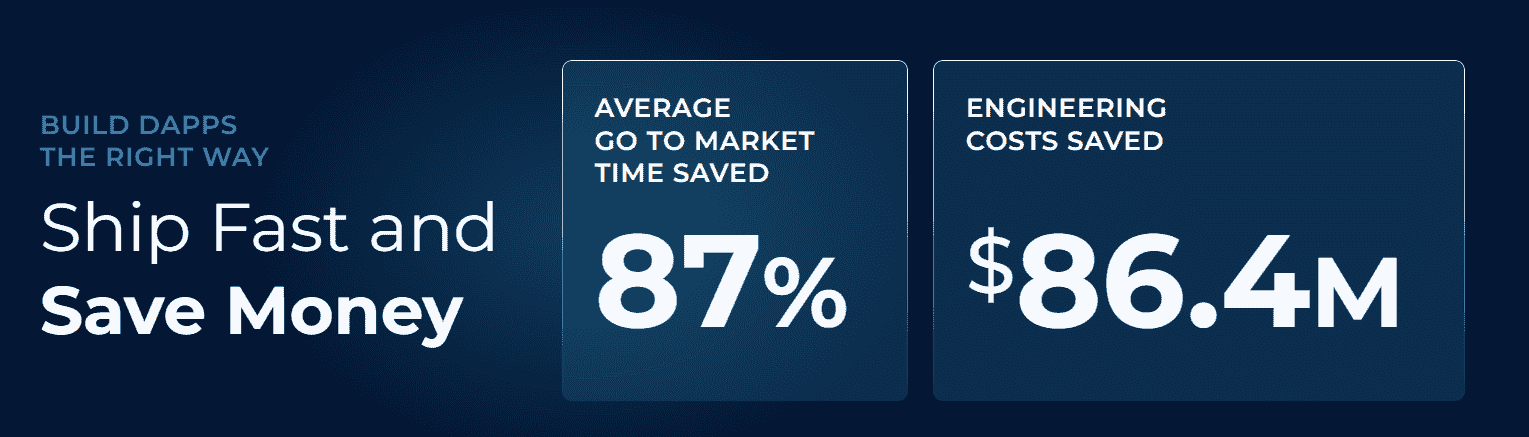 BUILD DAPPS
THE RIGHT WAY
Ship Fast and
Save Money
AVERAGE
GO TO MARKET
TIME SAVED
87%
ENGINEERING
COSTS SAVED
$86.4M